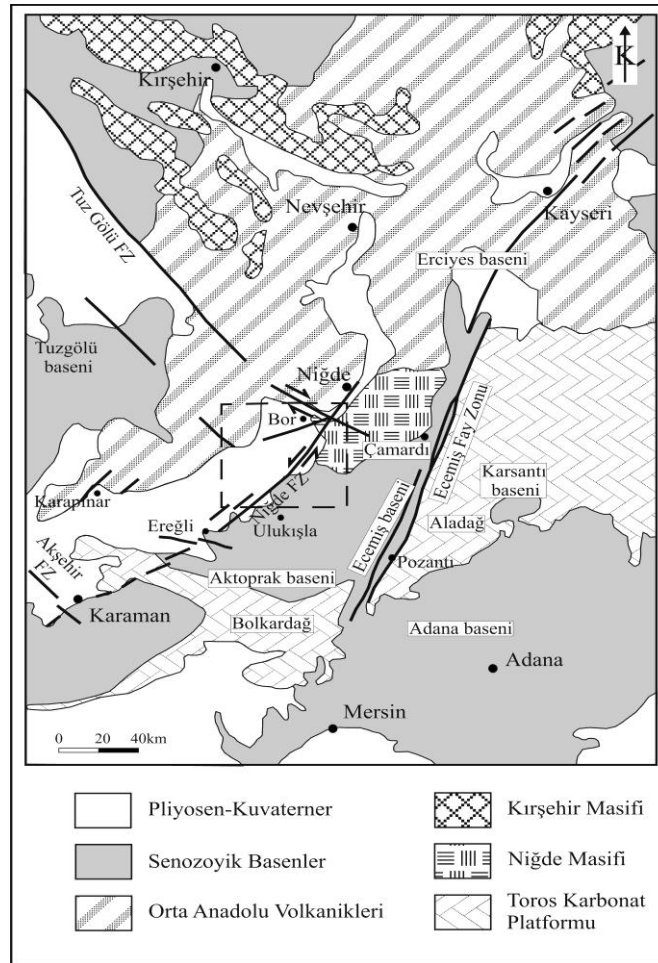 K
Kırşehir
Tuz Gölü FZ
Nevşehir
Kayseri
Erciyes baseni
Tuzgölü
baseni
Niğde
Bor
Çamardı
Ecemiş Fay Zonu
Karsantı
baseni
Karapınar
Niğde FZ
Ereğli
Ulukışla
Ecemiş baseni
Aladağ
Akşehir
FZ
Pozantı
Aktoprak baseni
Karaman
Bolkardağ
Adana baseni
Adana
Mersin
0 20 40km
Pliyosen-Kuvaterner
Kırşehir Masifi
Senozoyik Basenler
Niğde Masifi
Orta Anadolu Volkanikleri
Toros Karbonat
Platformu